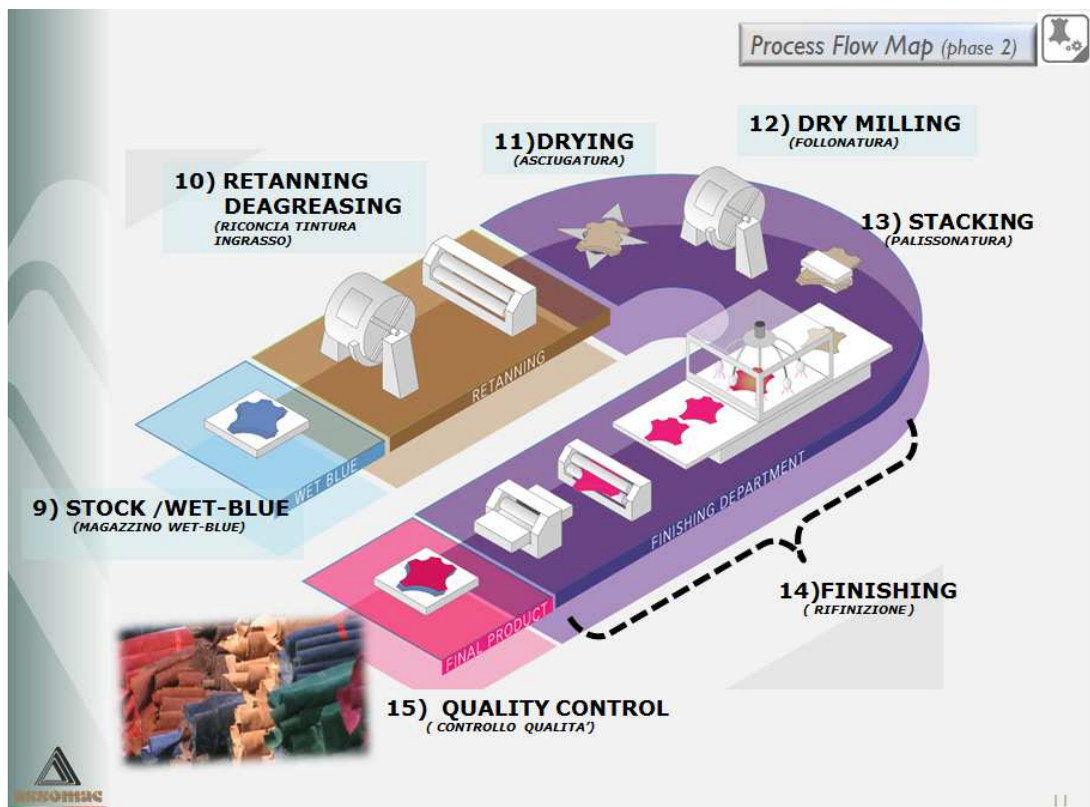 Process Flow Map (phase 2)
12) DRY MILLING
(FOLLONATURA)
11)DRYING
(ASCIUGATURA)
10) RETANNING
DEAGREASING
(RICONCIA TINTURA
INGRASSO)
13) STACKING
(PALISSONATURA)
RETANNING
WET BLUE
9) STOCK /WET-BLUE
(MAGAZZINO WET-BLUE)
FINISHING DEPARTMENT
14)FINISHING
( RIFINIZIONE )
FINAL PRODUCT
15) QUALITY CONTROL
( CONTROLLO QUALITA')
assomac
11